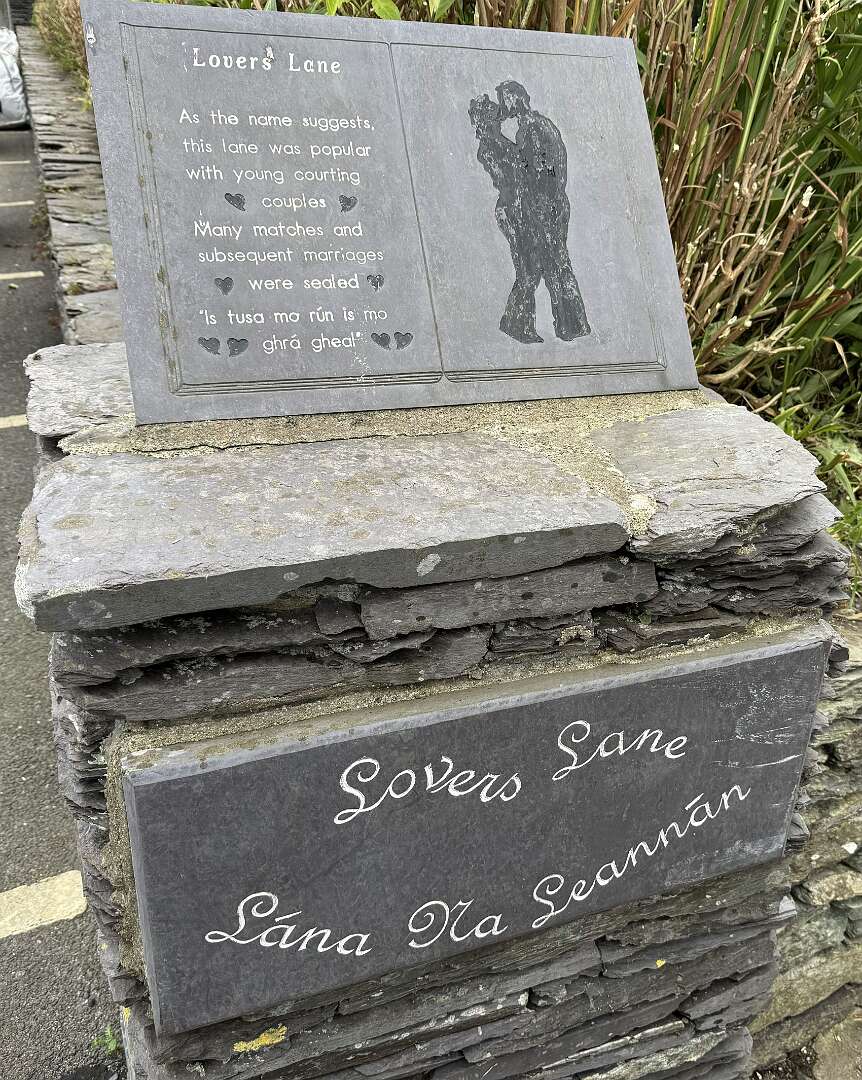 Lovers Lane
As the name suggests,
this lane was popular
with young courting
couples
Many matches and
subsequent marriages
were sealed
"Is tusa mo rún is mo
ghrá gheal"
Lovers Lane
Lána Na Leannán